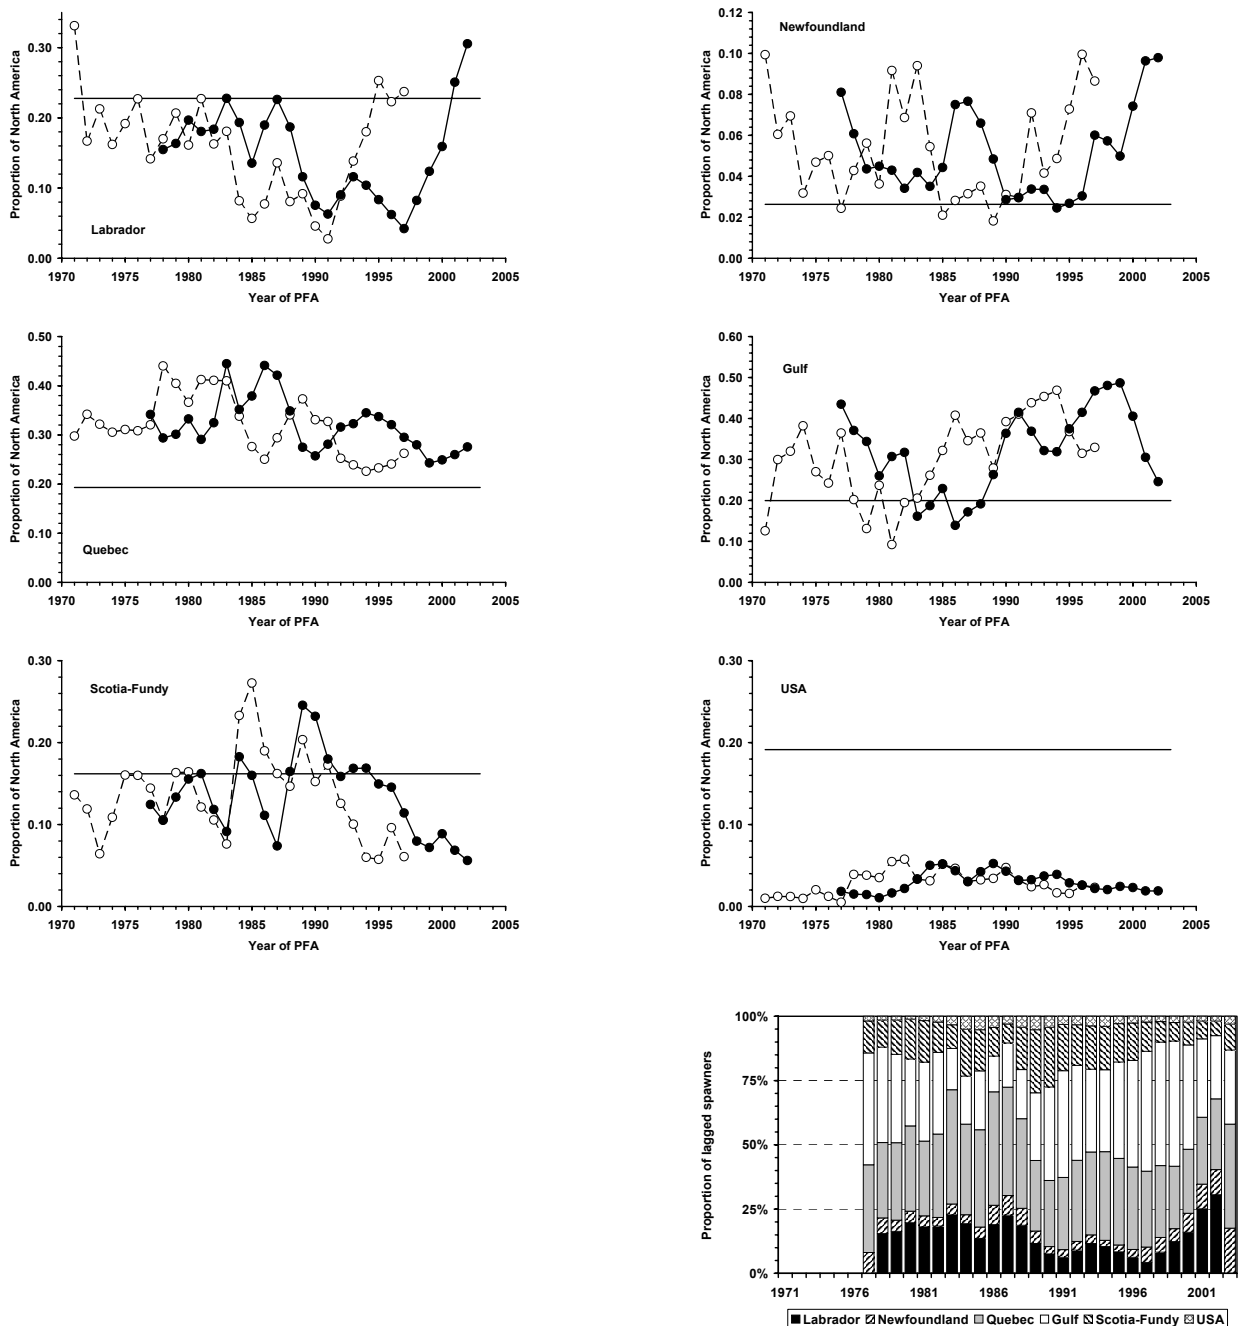 Proportion of North America
0.30
0.20
0.10
0.00
Labrador
1970 1975 1980 1985 1990 1995 2000 2005
Year of PFA
Proportion of North America
0.12
0.10
0.08
0.06
0.04
0.02
0.00
Newfoundland
1970 1975 1980 1985 1990 1995 2000 2005
Year of PFA
Proportion of North America
0.50
0.40
0.30
0.20
0.10
0.00
Quebec
1970 1975 1980 1985 1990 1995 2000 2005
Year of PFA
Proportion of North America
0.60
0.50
0.40
0.30
0.20
0.10
0.00
Gulf
1970 1975 1980 1985 1990 1995 2000 2005
Year of PFA
Proportion of North America
0.30
0.20
0.10
0.00
Scotia-Fundy
1970 1975 1980 1985 1990 1995 2000 2005
Year of PFA
Proportion of North America
0.30
0.20
0.10
0.00
USA
1970 1975 1980 1985 1990 1995 2000 2005
Year of PFA
Proportion of lagged spawners
100%
75%
50%
25%
0%
1971 1976 1981 1986 1991 1996 2001
Labrador Newfoundland Quebec Gulf Scotia-Fundy USA